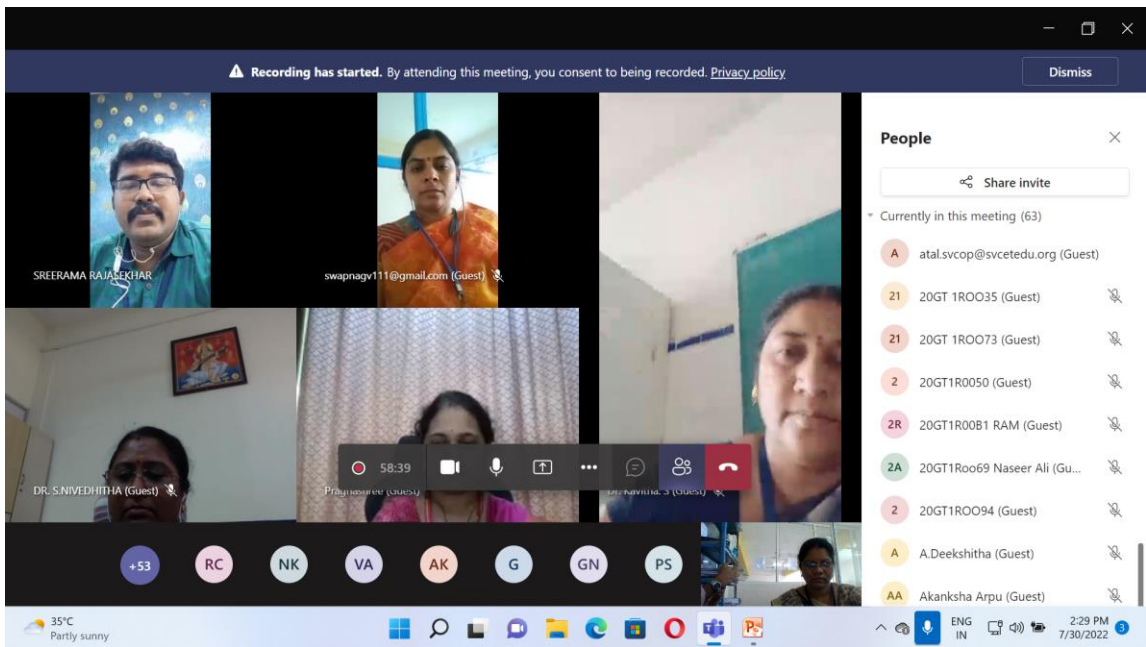 Recording has started. By attending this meeting, you consent to being recorded. Privacy policy
Dismiss
SREERAMA RAJASEKHAR
swapnagv111@gmail.com (Guest)
DR. S.NIVEDHITHA (Guest)
Pragnashree (Guest)
Dr. Kavitha. S (Guest)
58:39
+53
RC
NK
VA
AK
G
GN
PS
People
Share invite
Currently in this meeting (63)
A atal.svcop@svcetedu.org (Guest)
21 20GT 1ROO35 (Guest)
21 20GT 1ROO73 (Guest)
2 20GT1R0050 (Guest)
2R 20GT1R00B1 RAM (Guest)
2A 20GT1Roo69 Naseer Ali (Gu...
2 20GT1ROO94 (Guest)
A A.Deekshitha (Guest)
AA Akanksha Arpu (Guest)
35°C
Partly sunny
ENG
IN
2:29 PM
7/30/2022
3